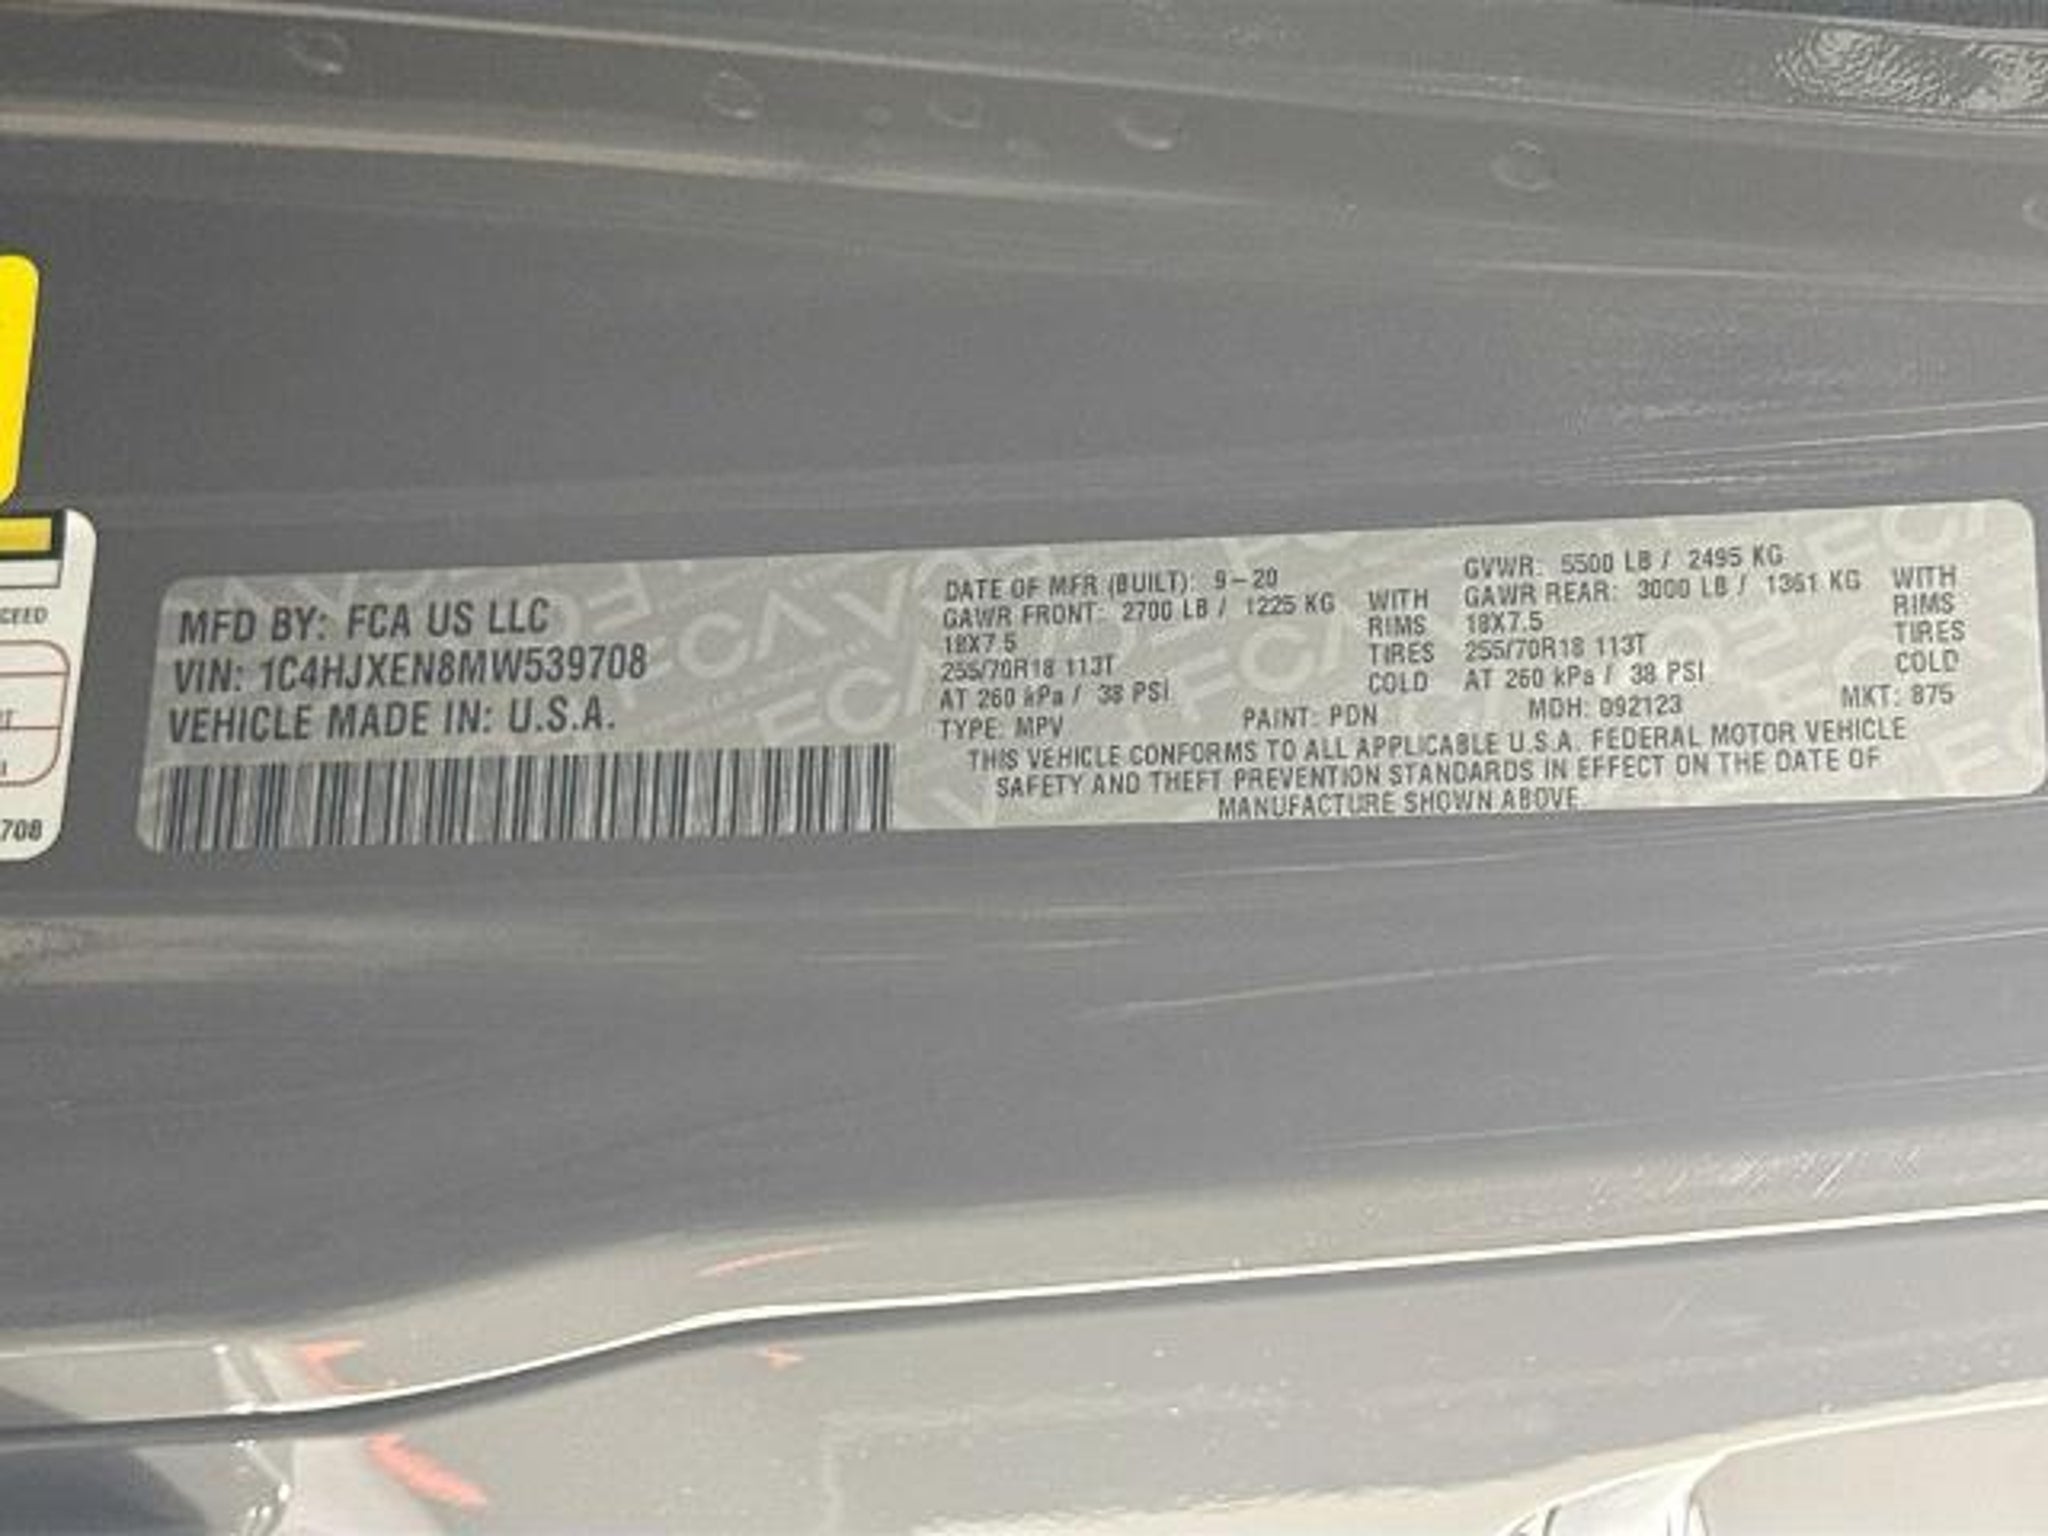 CEED
708
MFD BY: FCA US LLC
VIN: 1C4HJXEN8MW539708
VEHICLE MADE IN: U.S.A.
DATE OF MFR (BUILT): 9-20
GVWR: 5500 LB / 2495 KG
GAWR FRONT: 2700 LB / 1225 KG WITH
GAWR REAR: 3000 LB / 1361 KG WITH
18X7.5 RIMS
18X7.5 RIMS
255/70R18 113T TIRES
255/70R18 113T TIRES
AT 260 kPa / 38 PSI COLD
AT 260 kPa / 38 PSI COLD
TYPE: MPV PAINT: PDN MDH: 092123 MKT: 875
THIS VEHICLE CONFORMS TO ALL APPLICABLE U.S.A. FEDERAL MOTOR VEHICLE
SAFETY AND THEFT PREVENTION STANDARDS IN EFFECT ON THE DATE OF
MANUFACTURE SHOWN ABOVE.